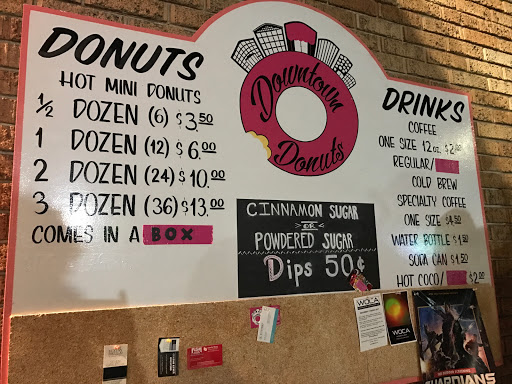 DONUTS
HOT MINI DONUTS
½ DOZEN (6) $3.50
1 DOZEN (12) $6.00
2 DOZEN (24) $10.00
3 DOZEN (36) $13.00
COMES IN A BOX
Downtown
Donuts
CINNAMON SUGAR
OR
POWDERED SUGAR
Dips 50¢
DRINKS
COFFEE
ONE SIZE 12oz. $2.00
REGULAR/
COLD BREW
SPECIALTY COFFEE
ONE SIZE $4.50
WATER BOTTLE $1.50
SODA CAN $1.50
HOT COCO/ $2.00
WOCA
WOCA
GUARDIANS